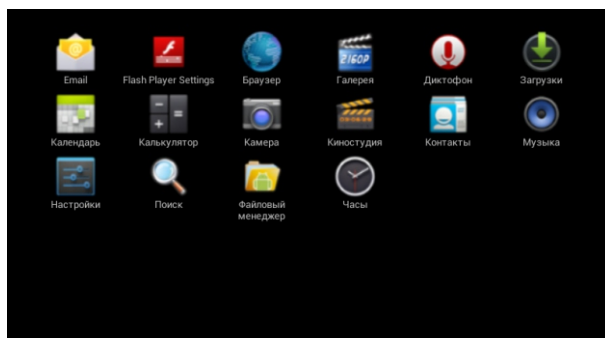 2160P
Email
Flash Player Settings
Браузер
Галерея
Диктофон
Загрузки
Календарь
Калькулятор
Камера
Киностудия
Контакты
Музыка
Настройки
Поиск
Файловый
менеджер
Часы